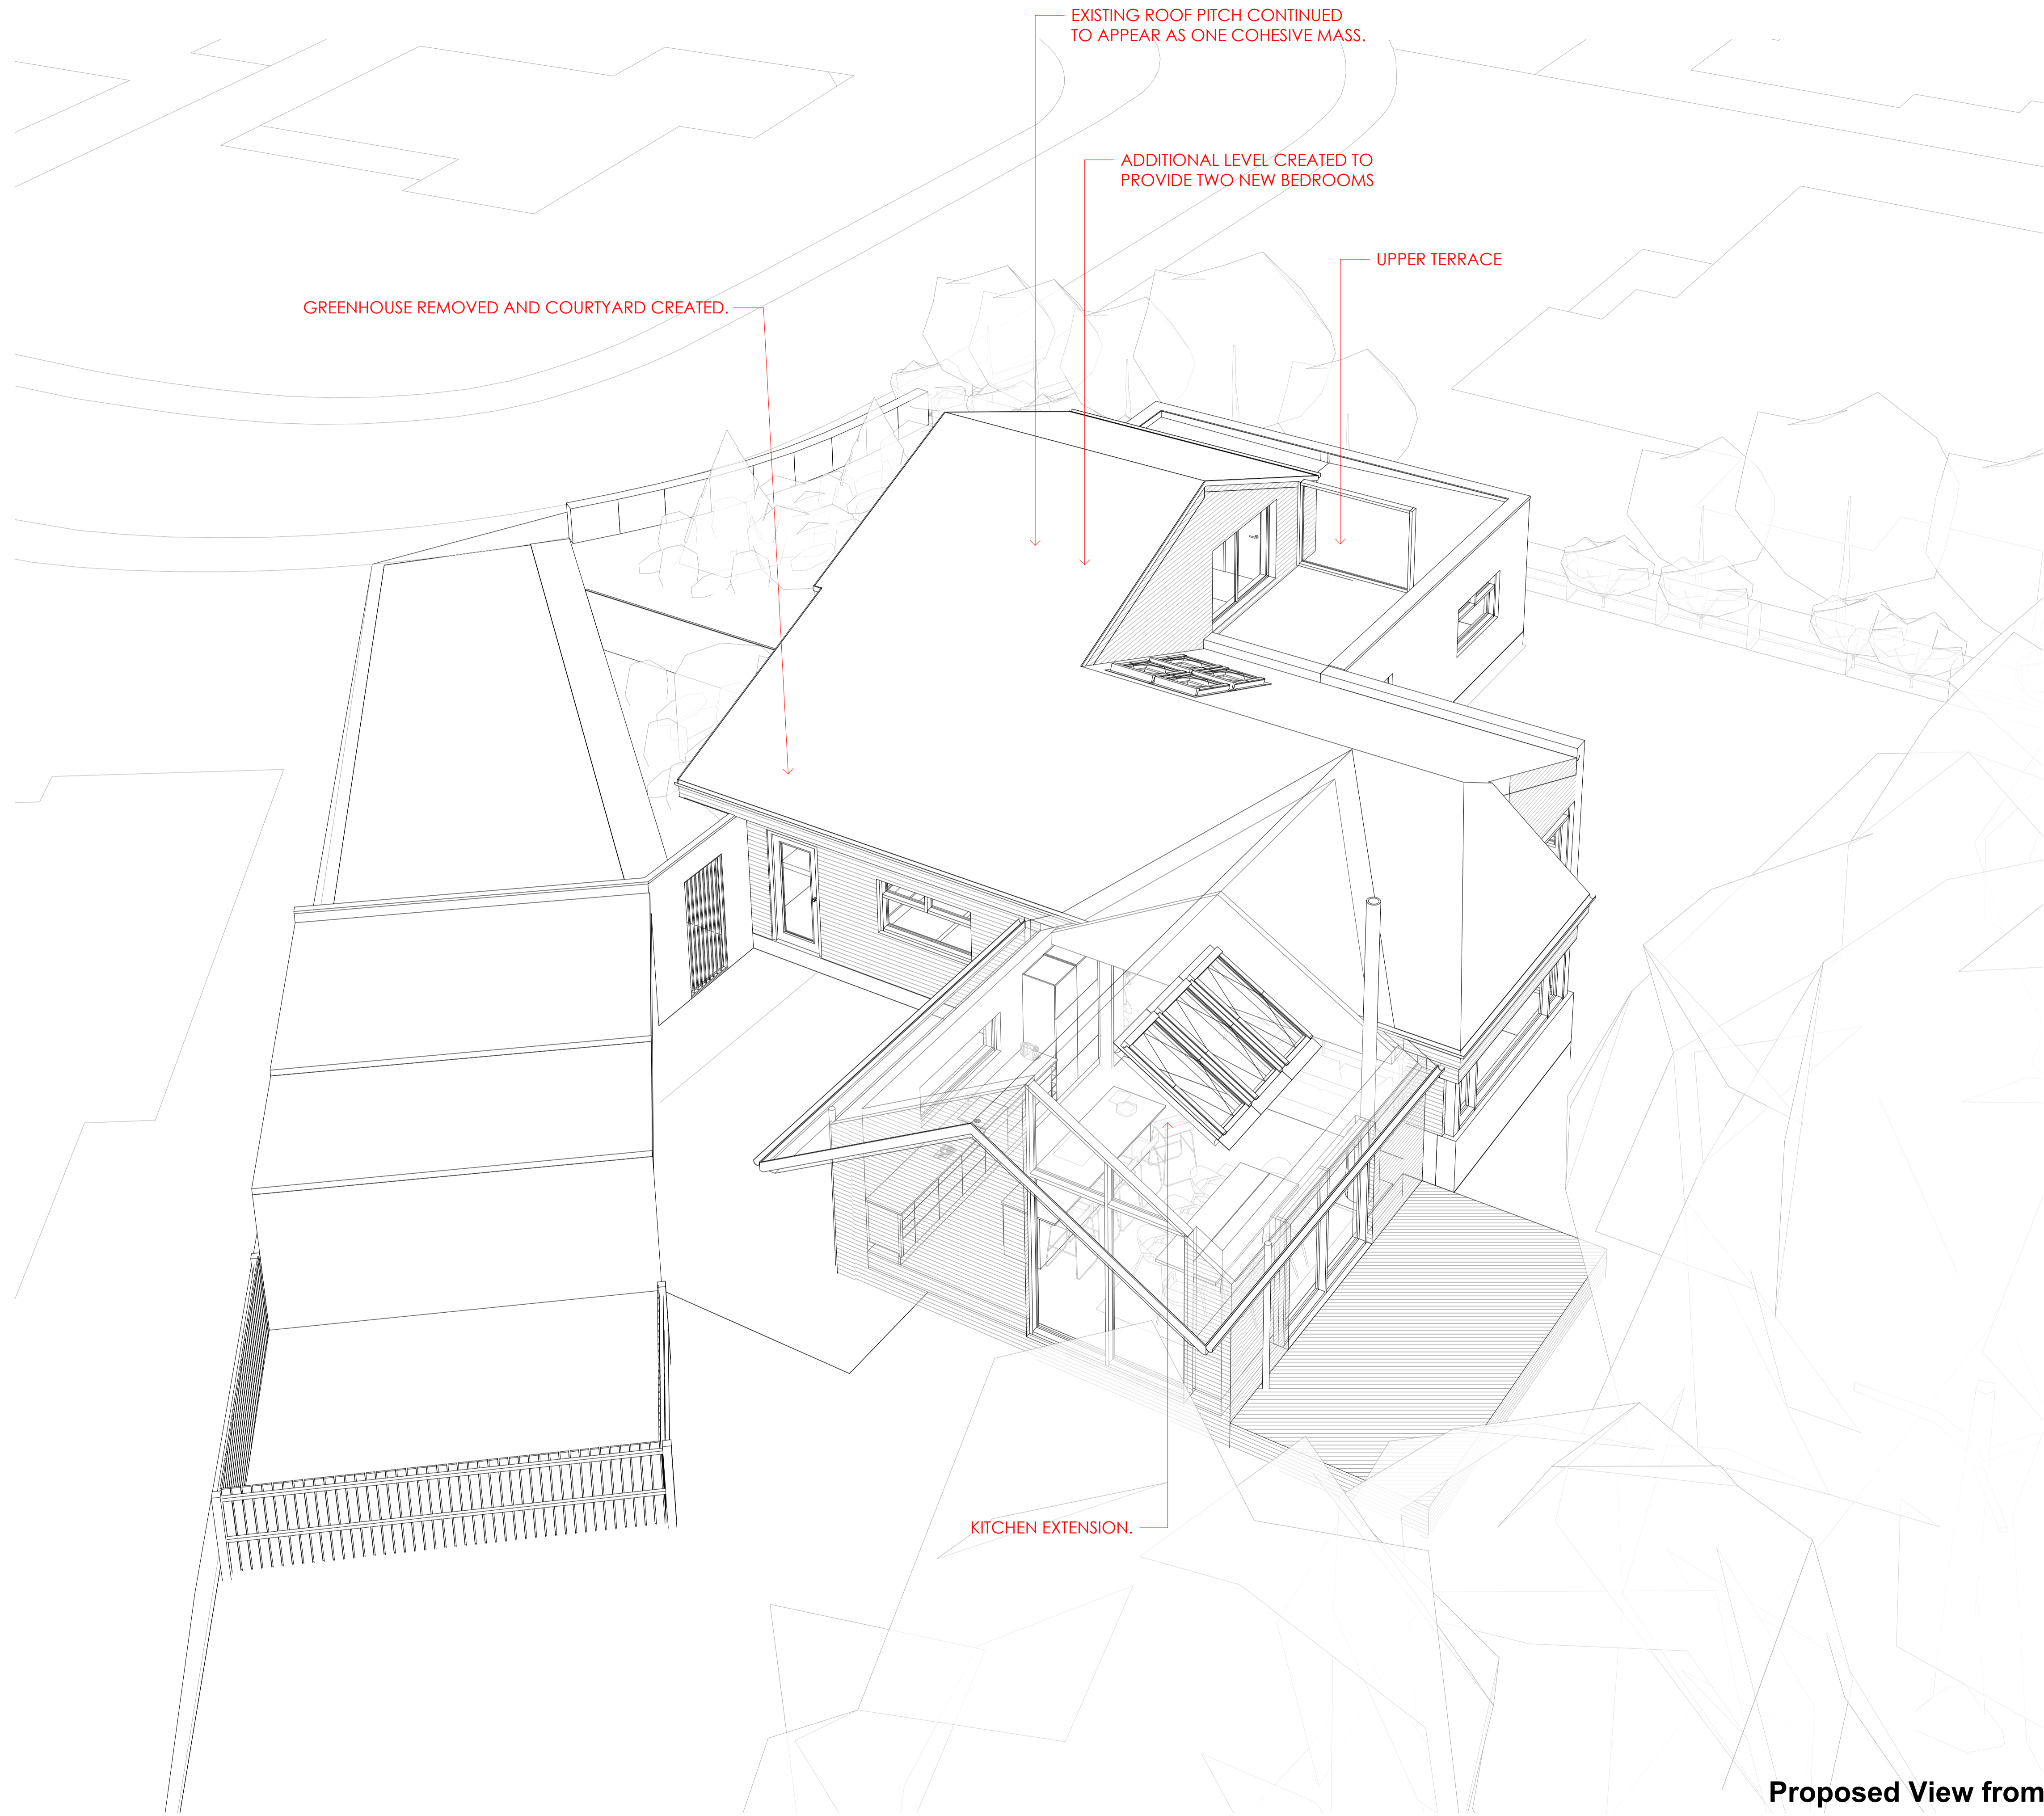 EXISTING ROOF PITCH CONTINUED
TO APPEAR AS ONE COHESIVE MASS.
ADDITIONAL LEVEL CREATED TO
PROVIDE TWO NEW BEDROOMS
UPPER TERRACE
GREENHOUSE REMOVED AND COURTYARD CREATED.
KITCHEN EXTENSION.
Proposed View from